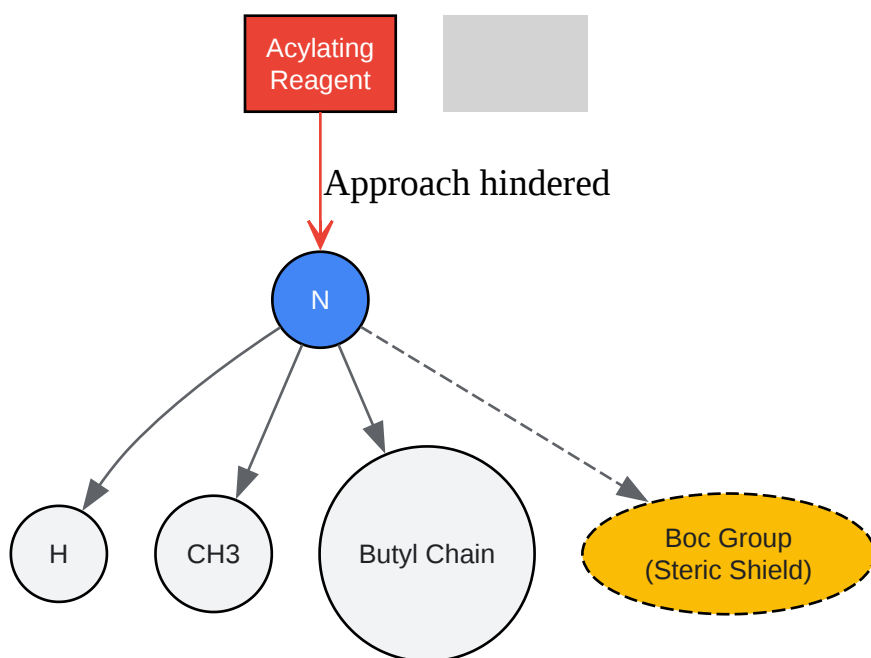 Acylating
Reagent
Approach hindered
N
H
CH3
Butyl Chain
Boc Group
(Steric Shield)